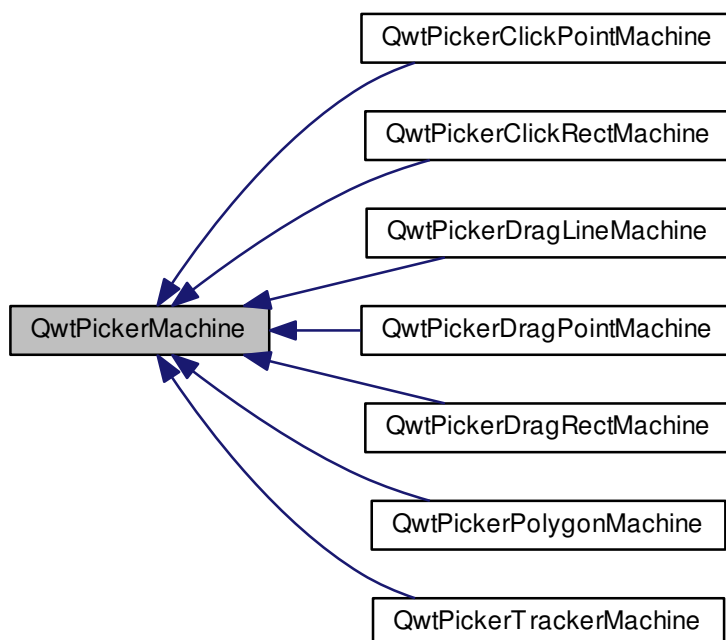 QwtPickerClickPointMachine
QwtPickerClickRectMachine
QwtPickerDragLineMachine
QwtPickerMachine
QwtPickerDragPointMachine
QwtPickerDragRectMachine
QwtPickerPolygonMachine
QwtPickerTrackerMachine